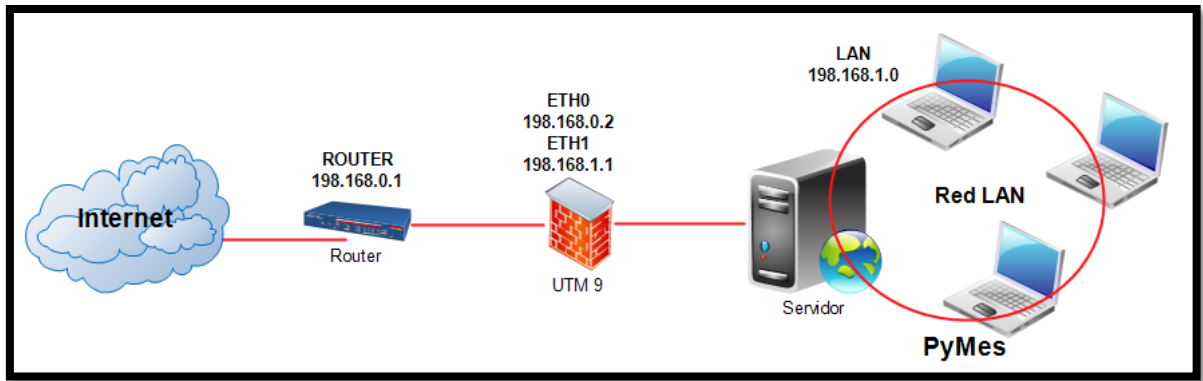 Internet
ROUTER
198.168.0.1
Router
ETH0
198.168.0.2
ETH1
198.168.1.1
UTM 9
Servidor
LAN
198.168.1.0
Red LAN
PyMes